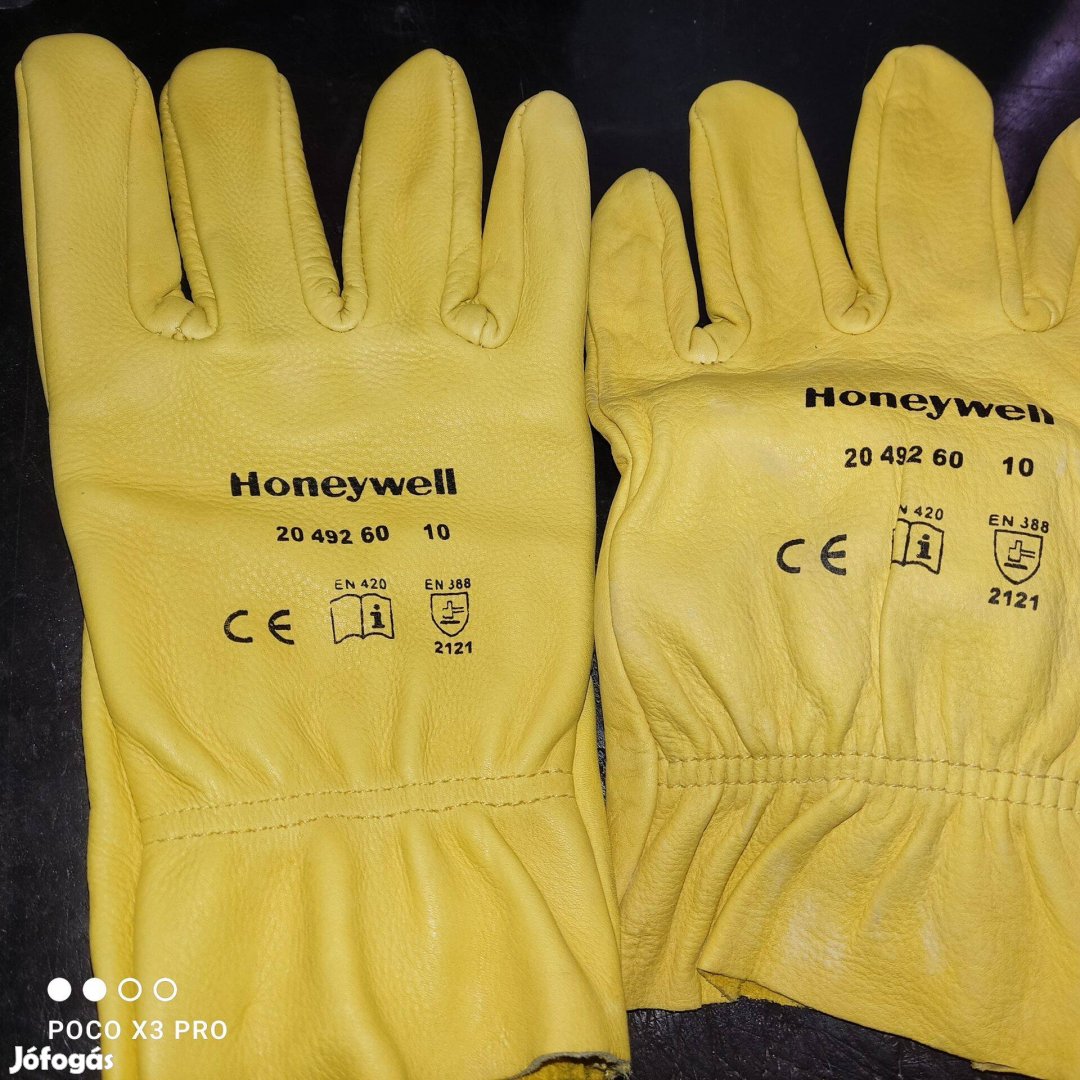 Honeywell
20 492 60 10
EN 420 EN 388
CE i
2121
Honeywell
20 492 60 10
N 420 EN 388
CE i
2121
POCO X3 PRO
Jófogás